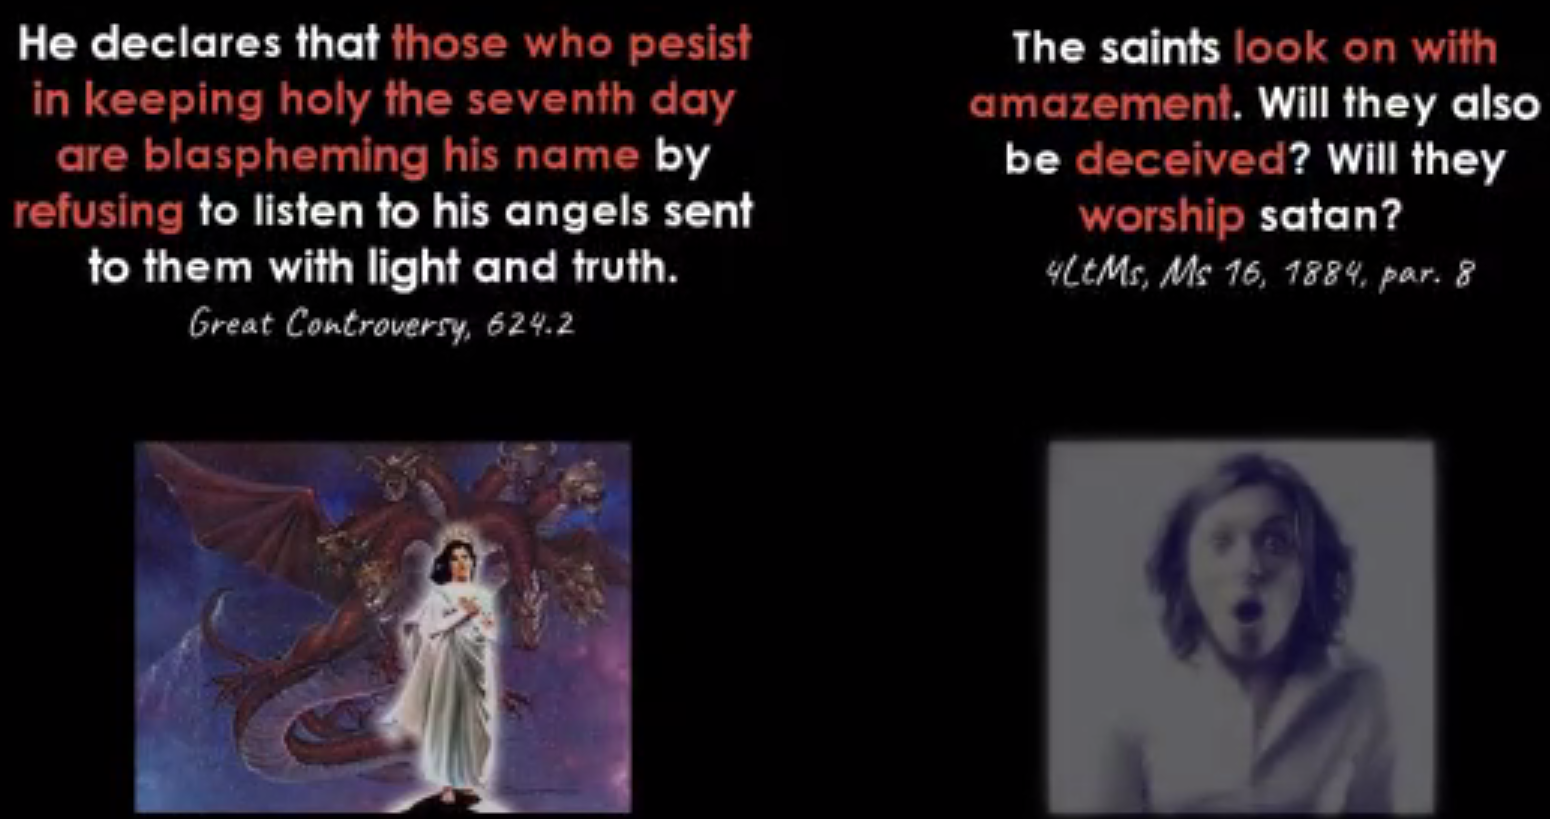 He declares that those who pesist
in keeping holy the seventh day
are blaspheming his name by
refusing to listen to his angels sent
to them with light and truth.
Great Controversy, 624.2
The saints look on with
amazement. Will they also
be deceived? Will they
worship satan?
4LtMs, Ms 16, 1884, par. 8